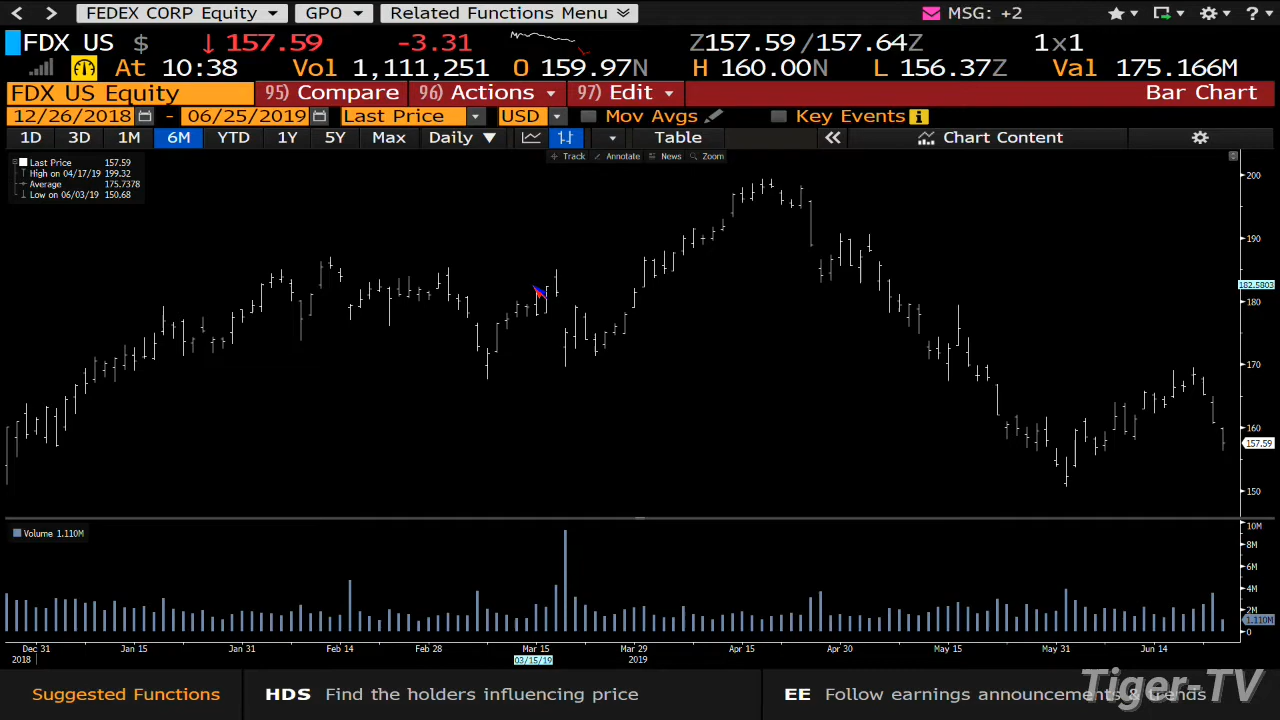 FEDEX CORP Equity GPO Related Functions Menu MSG: +2 ?
FDX US $ ↓ 157.59 -3.31 Z157.59 /157.64Z 1x1
At 10:38 Vol 1,111,251 O 159.97N H 160.00N L 156.37Z Val 175.166M
FDX US Equity 95) Compare 96) Actions 97) Edit Bar Chart
12/26/2018 - 06/25/2019 Last Price USD Mov Avgs Key Events
1D 3D 1M 6M YTD 1Y 5Y Max Daily ▼ Table « Chart Content
Track Annotate News Zoom
Last Price 157.59
High on 04/17/19 199.32
Average 175.7378
Low on 06/03/19 150.68
200
190
182.5803
180
170
160
157.59
150
Volume 1.110M
10M
8M
6M
4M
2M
1.110M
0
Dec 31 Jan 15 Jan 31 Feb 14 Feb 28 Mar 15 Mar 29 Apr 15 Apr 30 May 15 May 31 Jun 14
2018 03/15/19 2019
Suggested Functions HDS Find the holders influencing price EE Follow earnings announcements & trends
Tiger-TV